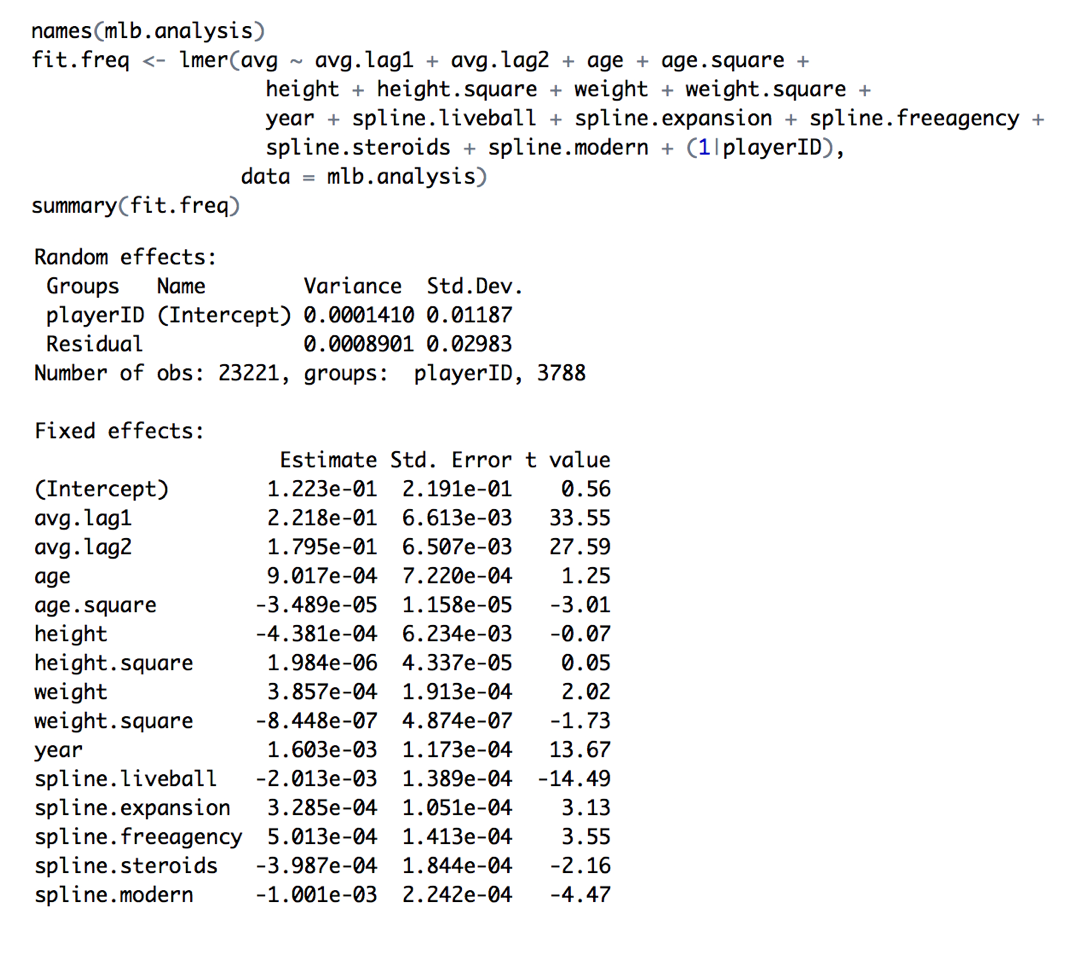 names(mlb.analysis)
fit.freq <- lmer(avg ~ avg.lag1 + avg.lag2 + age + age.square +
height + height.square + weight + weight.square +
year + spline.liveball + spline.expansion + spline.freeagency +
spline.steroids + spline.modern + (1|playerID),
data = mlb.analysis)
summary(fit.freq)
Random effects:
Groups Name Variance Std.Dev.
playerID (Intercept) 0.0001410 0.01187
Residual 0.0008901 0.02983
Number of obs: 23221, groups: playerID, 3788
Fixed effects:
Estimate Std. Error t value
(Intercept) 1.223e-01 2.191e-01 0.56
avg.lag1 2.218e-01 6.613e-03 33.55
avg.lag2 1.795e-01 6.507e-03 27.59
age 9.017e-04 7.220e-04 1.25
age.square -3.489e-05 1.158e-05 -3.01
height -4.381e-04 6.234e-03 -0.07
height.square 1.984e-06 4.337e-05 0.05
weight 3.857e-04 1.913e-04 2.02
weight.square -8.448e-07 4.874e-07 -1.73
year 1.603e-03 1.173e-04 13.67
spline.liveball -2.013e-03 1.389e-04 -14.49
spline.expansion 3.285e-04 1.051e-04 3.13
spline.freeagency 5.013e-04 1.413e-04 3.55
spline.steroids -3.987e-04 1.844e-04 -2.16
spline.modern -1.001e-03 2.242e-04 -4.47